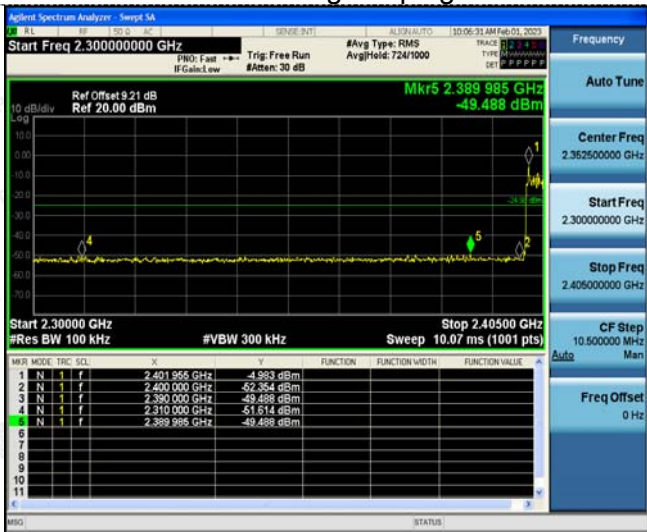 Agilent Spectrum Analyzer - Swept SA
RL RF 50 Ω AC SENSE:INT ALIGNAUTO 10:06:31 AM Feb 01, 2023
Start Freq 2.300000000 GHz
PNO: Fast
IFGain:Low
Trig: Free Run
#Atten: 30 dB
#Avg Type: RMS
Avg|Hold: 724/1000
TRACE 1 2 3 4 5 6
TYPE
DET P P P P P P
Ref Offset 9.21 dB
10 dB/div Ref 20.00 dBm
Log
Mkr5 2.389 985 GHz
-49.488 dBm
10.0
0.00
-10.0
-20.0
-30.0
-40.0
-50.0
-60.0
-70.0
1
4
5
2
Start 2.30000 GHz Stop 2.40500 GHz
#Res BW 100 kHz #VBW 300 kHz Sweep 10.07 ms (1001 pts)
MKR MODE TRC SCL X Y FUNCTION FUNCTION WIDTH FUNCTION VALUE
1 N 1 f 2.401 955 GHz -4.983 dBm
2 N 1 f 2.400 000 GHz -52.354 dBm
3 N 1 f 2.390 000 GHz -49.488 dBm
4 N 1 f 2.310 000 GHz -51.614 dBm
5 N 1 f 2.389 985 GHz -49.488 dBm
6
7
8
9
10
11
MSG STATUS
Frequency
Auto Tune
Center Freq
2.352500000 GHz
Start Freq
2.300000000 GHz
Stop Freq
2.405000000 GHz
CF Step
10.500000 MHz
Auto Man
Freq Offset
0 Hz